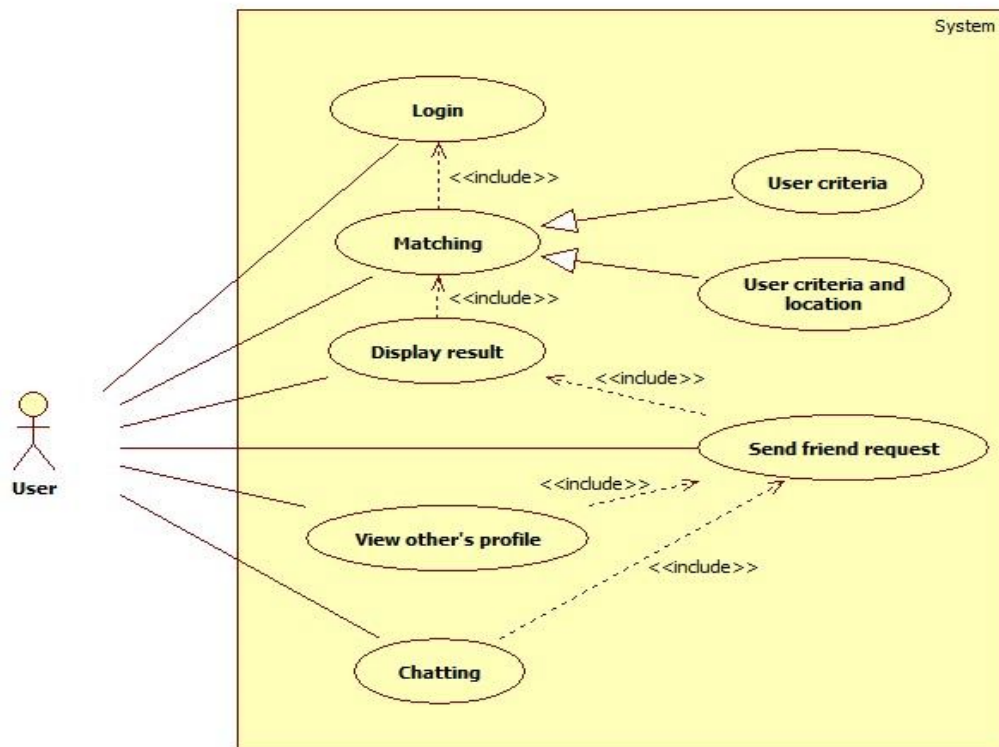 System
Login
<<include>>
User criteria
Matching
User criteria and
location
<<include>>
Display result
<<include>>
Send friend request
User
<<include>>
View other's profile
<<include>>
Chatting